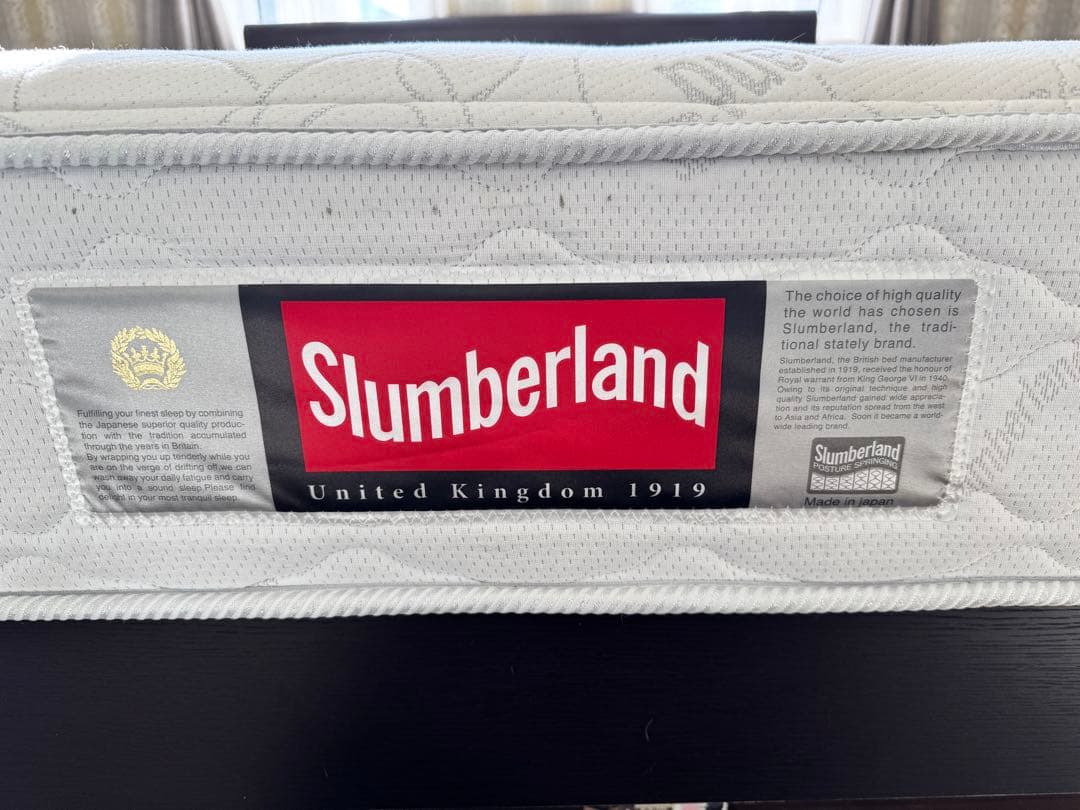 Fulfilling your finest sleep by combining
the Japanese superior quality produc-
tion with the tradition accumulated
through the years in Britain.
By wrapping you up tenderly while you
are on the verge of drifting off, we can
wash away your daily fatigue and carry
you into a sound sleep. Please find
delight in your most tranquil sleep
Slumberland
United Kingdom 1919
The choice of high quality
the world has chosen is
Slumberland, the tradi-
tional stately brand.
Slumberland, the British bed manufacturer
established in 1919, received the honour of
Royal warrant from King George VI in 1940.
Owing to its original technique and high
quality Slumberland gained wide apprecia-
tion and its reputation spread from the west
to Asia and Africa. Soon it became a world-
wide leading brand.
Slumberland
POSTURE SPRINGING
Made in japan